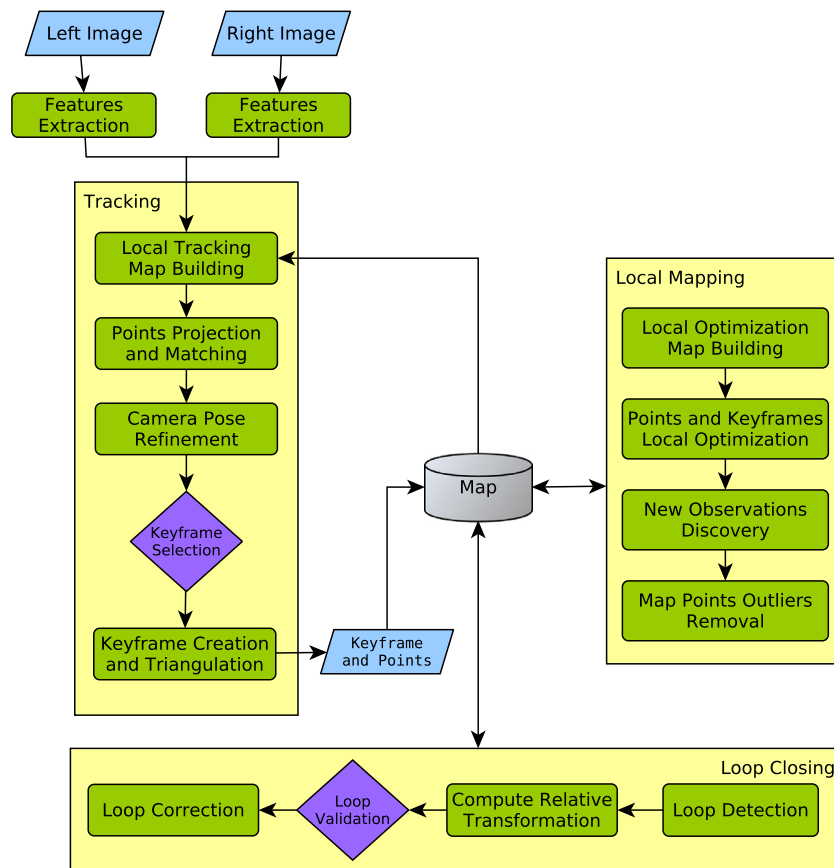 Left Image
Right Image
Features
Extraction
Features
Extraction
Tracking
Local Tracking
Map Building
Points Projection
and Matching
Camera Pose
Refinement
Keyframe
Selection
Keyframe Creation
and Triangulation
Keyframe
and Points
Map
Local Mapping
Local Optimization
Map Building
Points and Keyframes
Local Optimization
New Observations
Discovery
Map Points Outliers
Removal
Loop Closing
Loop Detection
Compute Relative
Transformation
Loop
Validation
Loop Correction